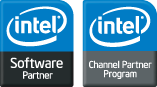 intel
Software
Partner
intel
Channel Partner
Program